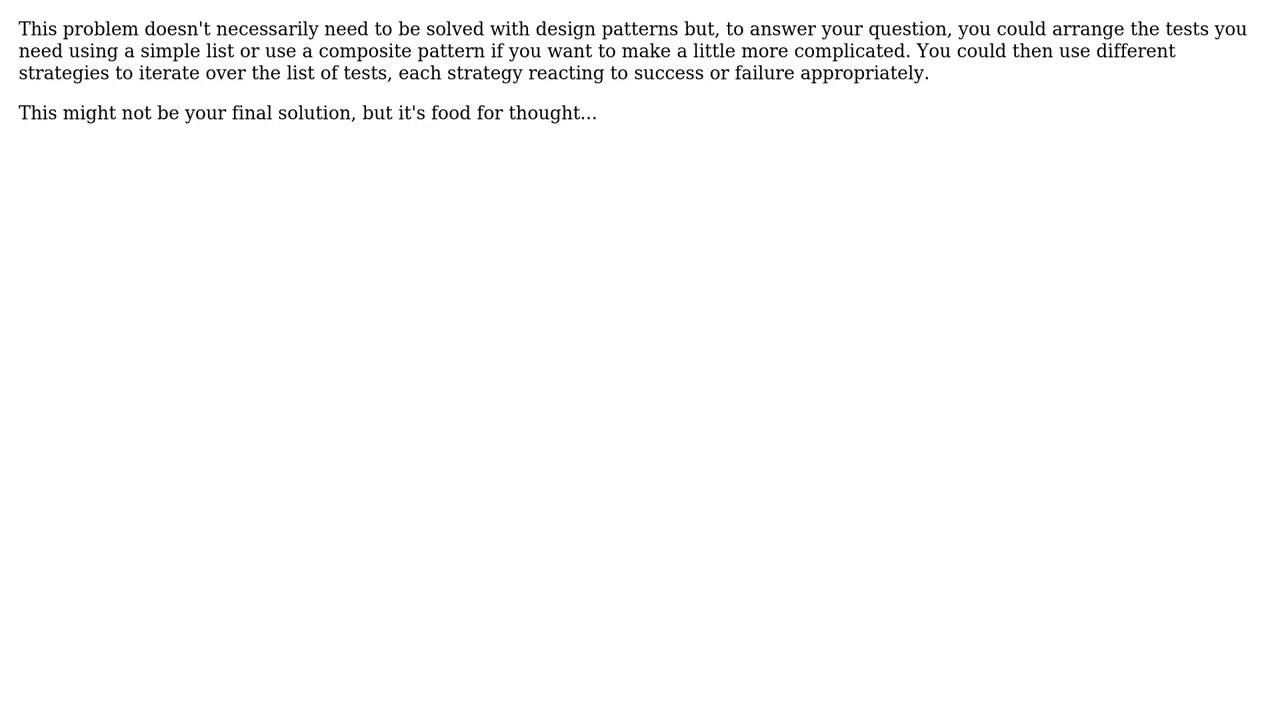 This problem doesn't necessarily need to be solved with design patterns but, to answer your question, you could arrange the tests you
need using a simple list or use a composite pattern if you want to make a little more complicated. You could then use different
strategies to iterate over the list of tests, each strategy reacting to success or failure appropriately.
This might not be your final solution, but it's food for thought...